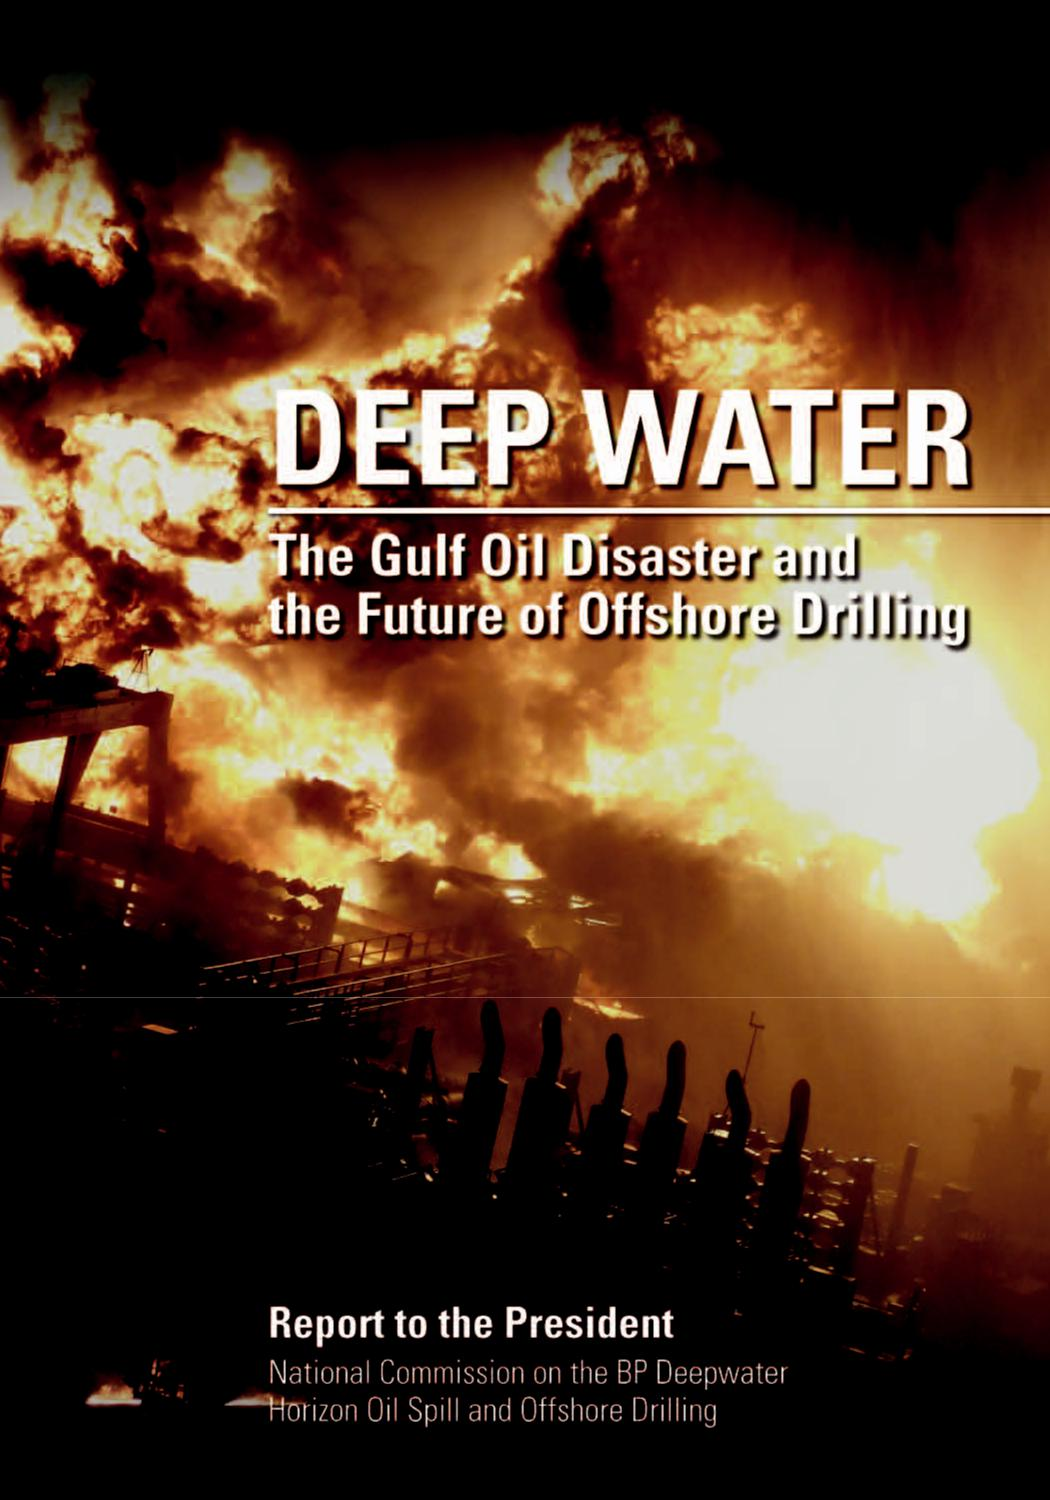 DEEP WATER
The Gulf Oil Disaster and
the Future of Offshore Drilling
Report to the President
National Commission on the BP Deepwater
Horizon Oil Spill and Offshore Drilling